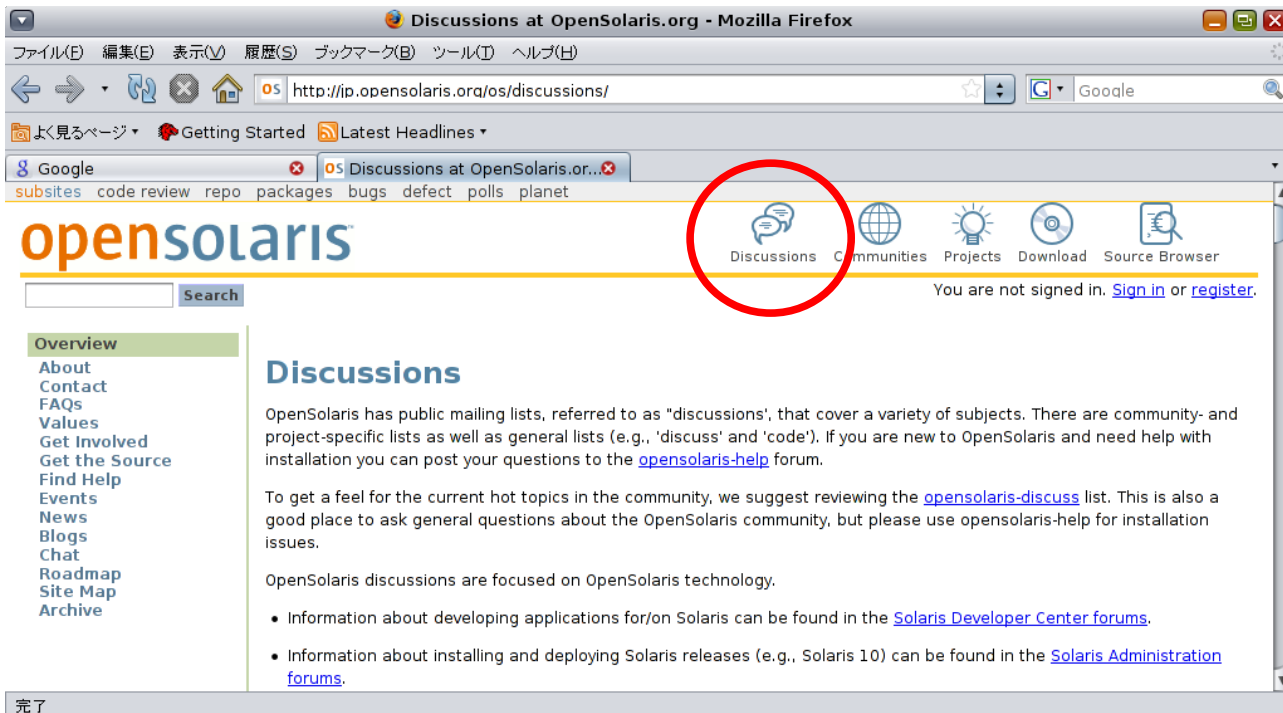 Discussions at OpenSolaris.org - Mozilla Firefox
ファイル(F) 編集(E) 表示(V) 履歴(S) ブックマーク(B) ツール(T) ヘルプ(H)
os http://jp.opensolaris.org/os/discussions/ G Google
よく見るページ Getting Started Latest Headlines
Google os Discussions at OpenSolaris.or...
subsites code review repo packages bugs defect polls planet
opensolaris
Discussions Communities Projects Download Source Browser
Search You are not signed in. Sign in or register.
Overview
About
Contact
FAQs
Values
Get Involved
Get the Source
Find Help
Events
News
Blogs
Chat
Roadmap
Site Map
Archive
Discussions
OpenSolaris has public mailing lists, referred to as "discussions', that cover a variety of subjects. There are community- and
project-specific lists as well as general lists (e.g., 'discuss' and 'code'). If you are new to OpenSolaris and need help with
installation you can post your questions to the opensolaris-help forum.
To get a feel for the current hot topics in the community, we suggest reviewing the opensolaris-discuss list. This is also a
good place to ask general questions about the OpenSolaris community, but please use opensolaris-help for installation
issues.
OpenSolaris discussions are focused on OpenSolaris technology.
• Information about developing applications for/on Solaris can be found in the Solaris Developer Center forums.
• Information about installing and deploying Solaris releases (e.g., Solaris 10) can be found in the Solaris Administration
forums.
完了